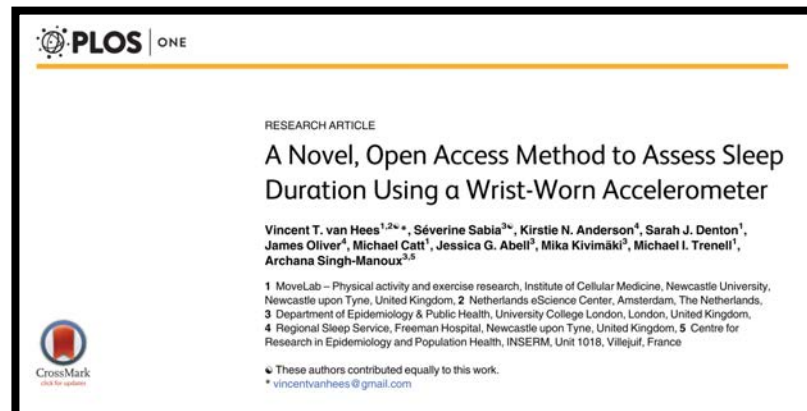 PLOS | ONE
RESEARCH ARTICLE
A Novel, Open Access Method to Assess Sleep
Duration Using a Wrist-Worn Accelerometer
Vincent T. van Hees1,2☯*, Séverine Sabia3☯, Kirstie N. Anderson4, Sarah J. Denton1,
James Oliver4, Michael Catt1, Jessica G. Abell3, Mika Kivimäki3, Michael I. Trenell1,
Archana Singh-Manoux3,5
1 MoveLab – Physical activity and exercise research, Institute of Cellular Medicine, Newcastle University,
Newcastle upon Tyne, United Kingdom, 2 Netherlands eScience Center, Amsterdam, The Netherlands,
3 Department of Epidemiology & Public Health, University College London, London, United Kingdom,
4 Regional Sleep Service, Freeman Hospital, Newcastle upon Tyne, United Kingdom, 5 Centre for
Research in Epidemiology and Population Health, INSERM, Unit 1018, Villejuif, France
☯ These authors contributed equally to this work.
* vincentvanhees@gmail.com
CrossMark
click for updates